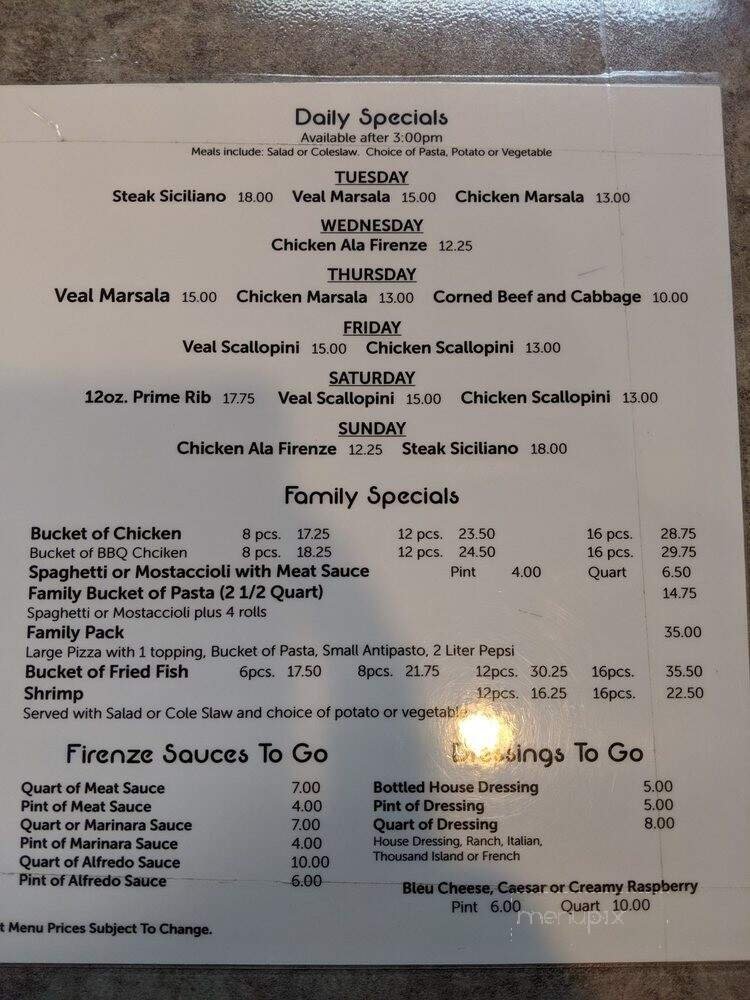 Daily Specials
Available after 3:00pm
Meals include: Salad or Coleslaw. Choice of Pasta, Potato or Vegetable
TUESDAY
Steak Siciliano 18.00 Veal Marsala 15.00 Chicken Marsala 13.00
WEDNESDAY
Chicken Ala Firenze 12.25
THURSDAY
Veal Marsala 15.00 Chicken Marsala 13.00 Corned Beef and Cabbage 10.00
FRIDAY
Veal Scallopini 15.00 Chicken Scallopini 13.00
SATURDAY
12oz. Prime Rib 17.75 Veal Scallopini 15.00 Chicken Scallopini 13.00
SUNDAY
Chicken Ala Firenze 12.25 Steak Siciliano 18.00
Family Specials
Bucket of Chicken 8 pcs. 17.25 12 pcs. 23.50 16 pcs. 28.75
Bucket of BBQ Chciken 8 pcs. 18.25 12 pcs. 24.50 16 pcs. 29.75
Spaghetti or Mostaccioli with Meat Sauce Pint 4.00 Quart 6.50
Family Bucket of Pasta (2 1/2 Quart) 14.75
Spaghetti or Mostaccioli plus 4 rolls
Family Pack 35.00
Large Pizza with 1 topping, Bucket of Pasta, Small Antipasto, 2 Liter Pepsi
Bucket of Fried Fish 6pcs. 17.50 8pcs. 21.75 12pcs. 30.25 16pcs. 35.50
Shrimp 12pcs. 16.25 16pcs. 22.50
Served with Salad or Cole Slaw and choice of potato or vegetable
Firenze Sauces To Go
Quart of Meat Sauce 7.00
Pint of Meat Sauce 4.00
Quart or Marinara Sauce 7.00
Pint of Marinara Sauce 4.00
Quart of Alfredo Sauce 10.00
Pint of Alfredo Sauce 6.00
Dressings To Go
Bottled House Dressing 5.00
Pint of Dressing 5.00
Quart of Dressing 8.00
House Dressing, Ranch, Italian,
Thousand Island or French
Bleu Cheese, Caesar or Creamy Raspberry
Pint 6.00 Quart 10.00
menupix
t Menu Prices Subject To Change.